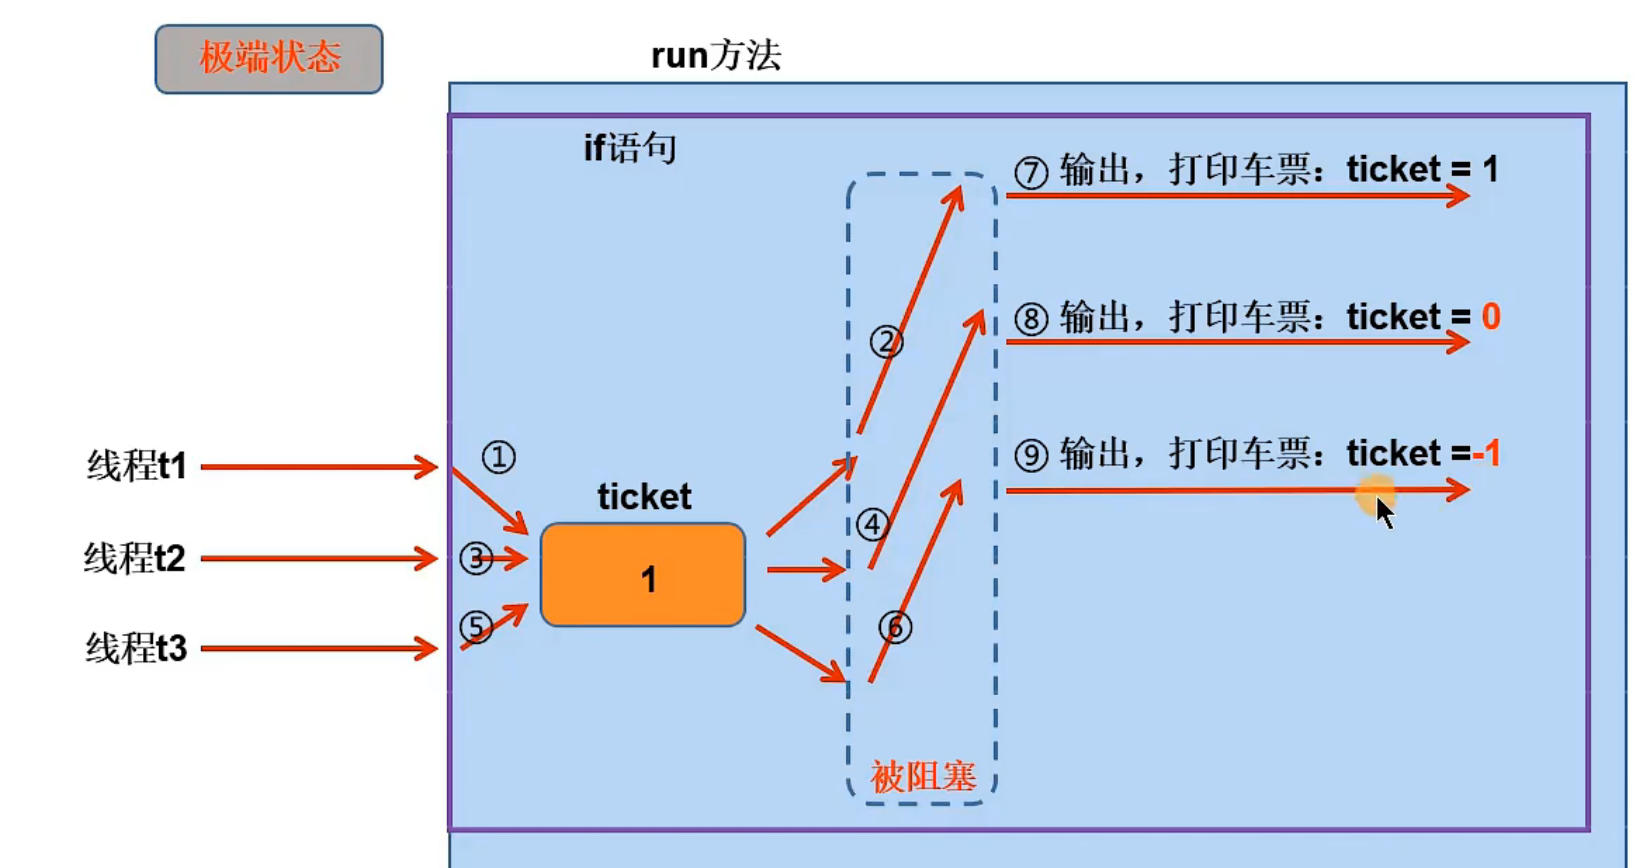 极端状态
run方法
if语句
⑦ 输出，打印车票：ticket = 1
②
⑧ 输出，打印车票：ticket = 0
线程t1
①
⑨ 输出，打印车票：ticket =-1
ticket
④
线程t2
③
1
线程t3
⑤
⑥
被阻塞